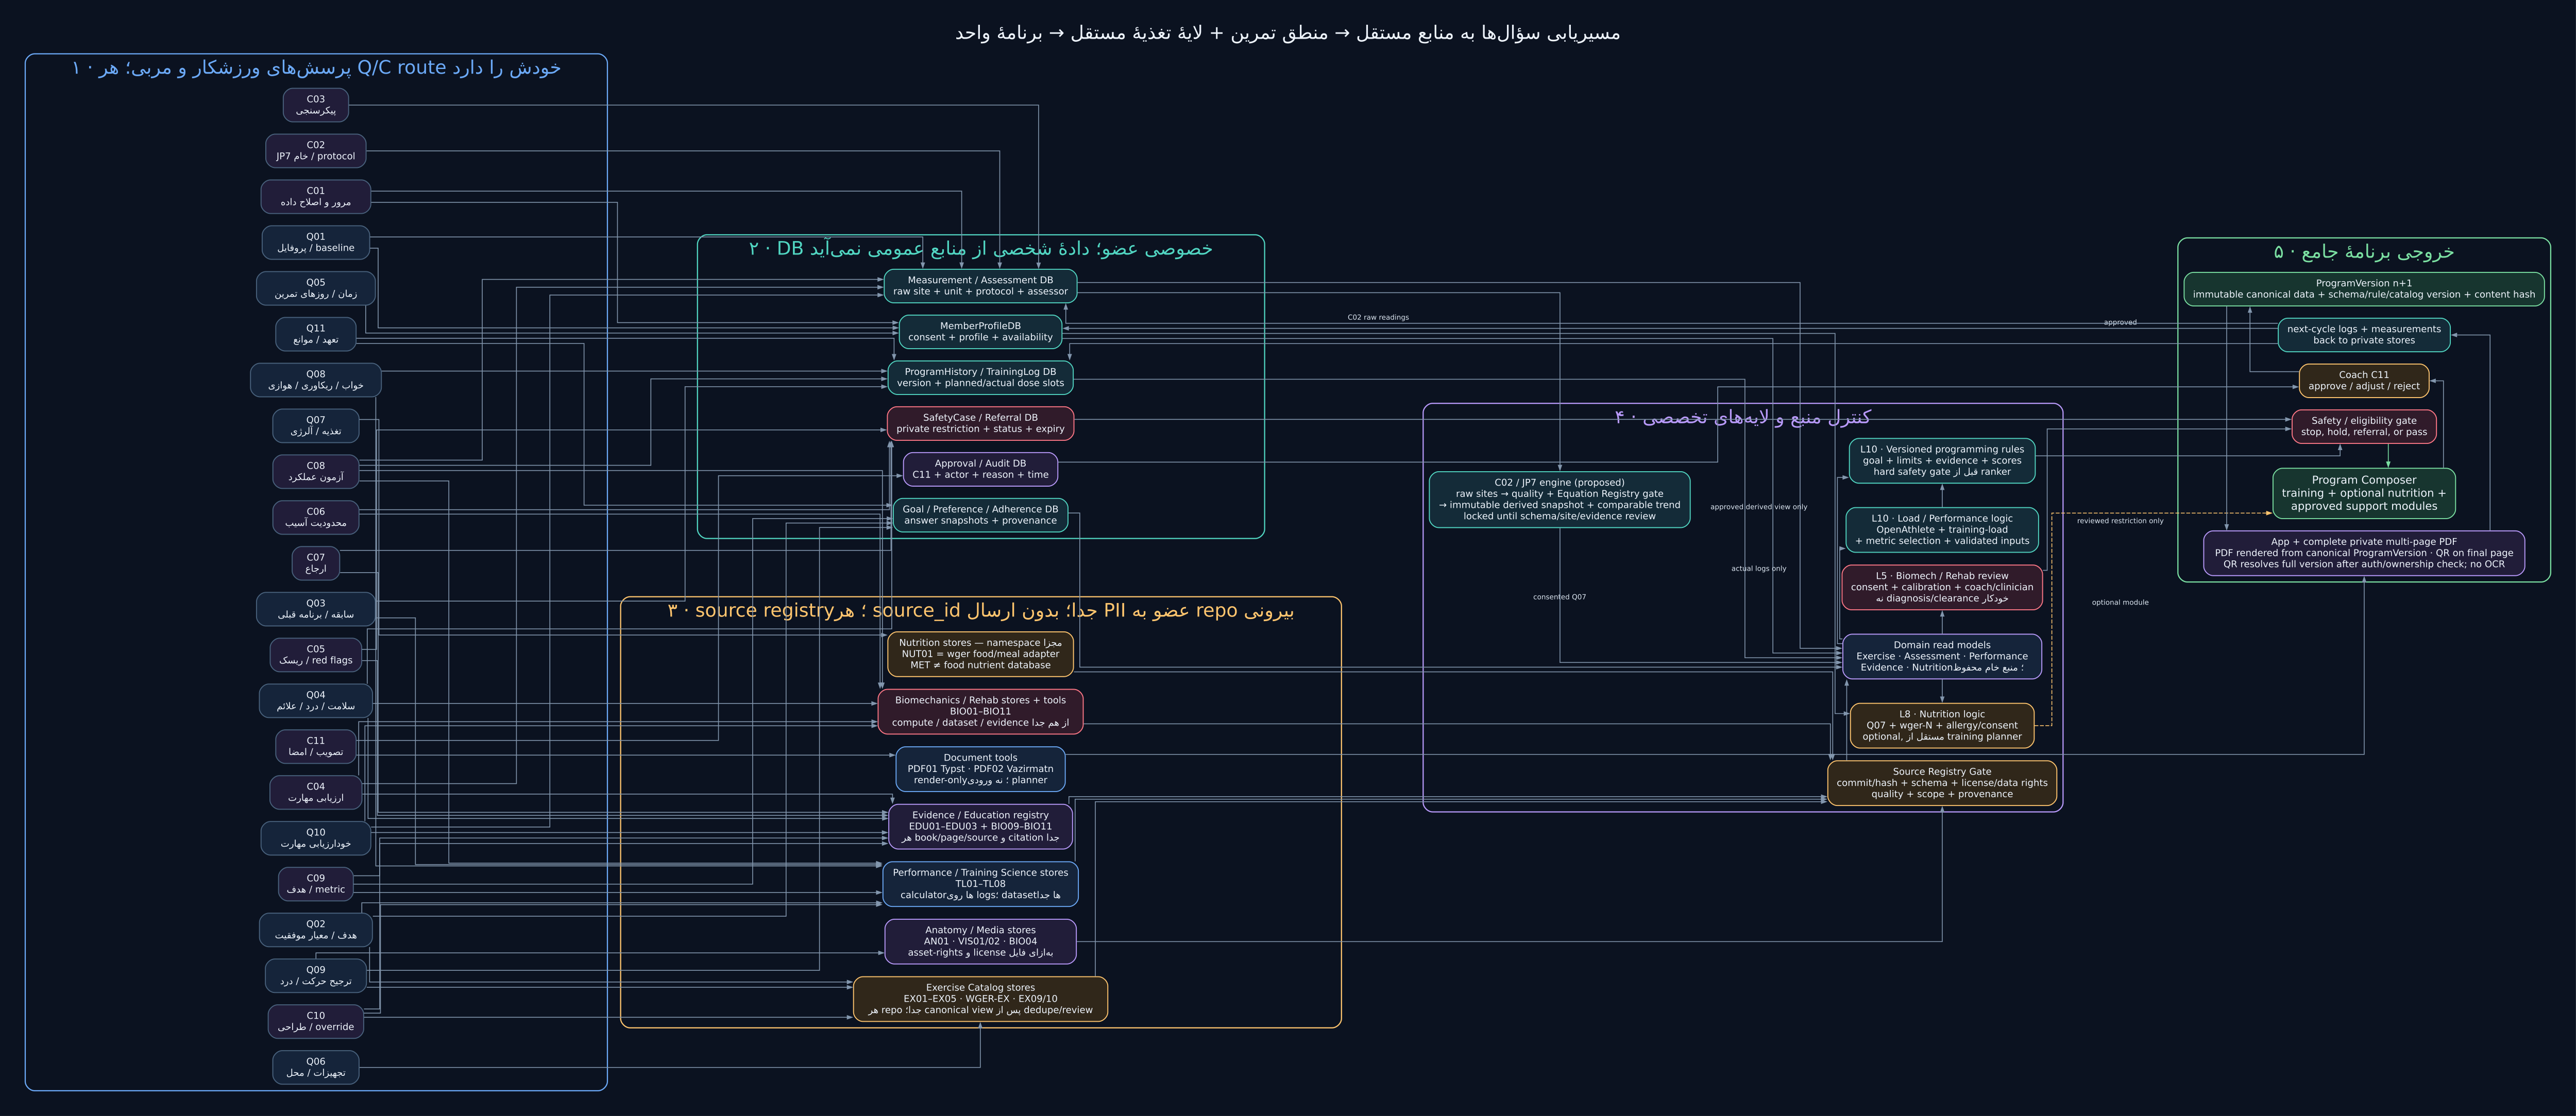 مسیریابی سؤال‌ها به منابع مستقل → منطق تمرین + لایهٔ تغذیهٔ مستقل → برنامهٔ واحد
۱ · پرسش‌های ورزشکار و مربی؛ هر Q/C route خودش را دارد
C03
پیکرسنجی
C02
JP7 خام / protocol
C01
مرور و اصلاح داده
Q01
پروفایل / baseline
Q05
زمان / روزهای تمرین
Q11
تعهد / موانع
Q08
خواب / ریکاوری / هوازی
Q07
تغذیه / آلرژی
C08
آزمون عملکرد
C06
محدودیت آسیب
C07
ارجاع
Q03
سابقه / برنامه قبلی
C05
ریسک / red flags
Q04
سلامت / درد / علائم
C11
تصویب / امضا
C04
ارزیابی مهارت
Q10
خودارزیابی مهارت
C09
هدف / metric
Q02
هدف / معیار موفقیت
Q09
ترجیح حرکت / درد
C10
طراحی / override
Q06
تجهیزات / محل
۲ · DB خصوصی عضو؛ دادهٔ شخصی از منابع عمومی نمی‌آید
Measurement / Assessment DB
raw site + unit + protocol + assessor
MemberProfileDB
consent + profile + availability
ProgramHistory / TrainingLog DB
version + planned/actual dose slots
SafetyCase / Referral DB
private restriction + status + expiry
Approval / Audit DB
C11 + actor + reason + time
Goal / Preference / Adherence DB
answer snapshots + provenance
۳ · source registry بیرونی repo عضو به PII جدا؛ بدون ارسال source_id ؛ هر
Nutrition stores — namespace مجزا
NUT01 = wger food/meal adapter
MET ≠ food nutrient database
Biomechanics / Rehab stores + tools
BIO01–BIO11
compute / dataset / evidence از هم جدا
Document tools
PDF01 Typst · PDF02 Vazirmatn
render-only؛ نه ورودی planner
Evidence / Education registry
EDU01–EDU03 + BIO09–BIO11
هر book/page/source و citation جدا
Performance / Training Science stores
TL01–TL08
calculatorها روی logs؛ datasetها جدا
Anatomy / Media stores
AN01 · VIS01/02 · BIO04
asset-rights و license به‌ازای فایل
Exercise Catalog stores
EX01–EX05 · WGER-EX · EX09/10
هر repo جدا؛ canonical view پس از dedupe/review
۴ · کنترل منبع و لایه‌های تخصصی
C02 / JP7 engine (proposed)
raw sites → quality + Equation Registry gate
→ immutable derived snapshot + comparable trend
locked until schema/site/evidence review
L10 · Versioned programming rules
goal + limits + evidence + scores
hard safety gate قبل از ranker
L10 · Load / Performance logic
OpenAthlete + training-load
+ metric selection + validated inputs
L5 · Biomech / Rehab review
consent + calibration + coach/clinician
نه diagnosis/clearance خودکار
Domain read models
Exercise · Assessment · Performance
Evidence · Nutrition؛ منبع خام محفوظ
L8 · Nutrition logic
Q07 + wger-N + allergy/consent
optional, مستقل از training planner
Source Registry Gate
commit/hash + schema + license/data rights
quality + scope + provenance
C02 raw readings
approved
approved derived view only
actual logs only
consented Q07
reviewed restriction only
optional module
۵ · خروجی برنامهٔ جامع
ProgramVersion n+1
immutable canonical data + schema/rule/catalog version + content hash
next-cycle logs + measurements
back to private stores
Coach C11
approve / adjust / reject
Safety / eligibility gate
stop, hold, referral, or pass
Program Composer
training + optional nutrition +
approved support modules
App + complete private multi-page PDF
PDF rendered from canonical ProgramVersion · QR on final page
QR resolves full version after auth/ownership check; no OCR